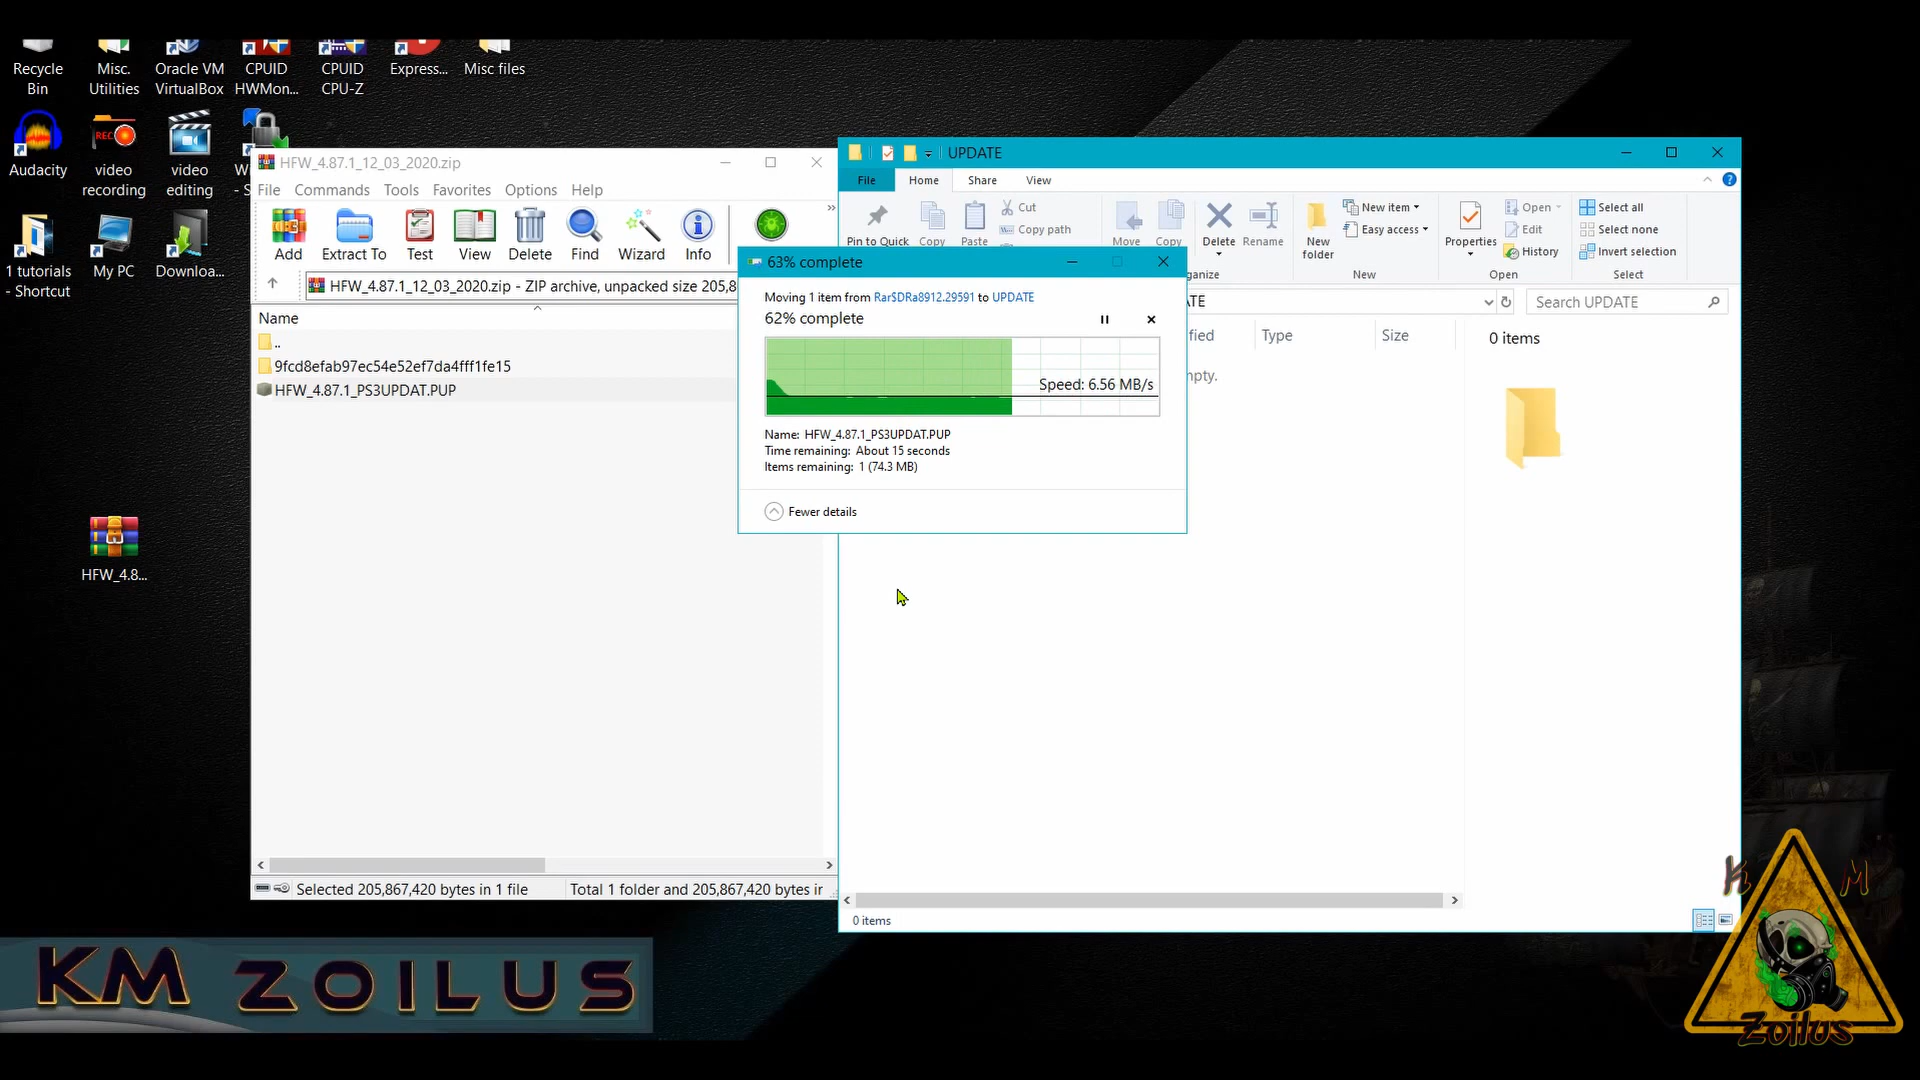 Recycle Bin
Misc. Utilities
Oracle VM VirtualBox
CPUID HWMon...
CPUID CPU-Z
Express...
Misc files
Audacity
video recording
video editing
1 tutorials - Shortcut
My PC
Downloa...
HFW_4.8...
HFW_4.87.1_12_03_2020.zip
File Commands Tools Favorites Options Help
Add Extract To Test View Delete Find Wizard Info
HFW_4.87.1_12_03_2020.zip - ZIP archive, unpacked size 205,8
Name
..
9fcd8efab97ec54e52ef7da4fff1fe15
HFW_4.87.1_PS3UPDAT.PUP
Selected 205,867,420 bytes in 1 file
Total 1 folder and 205,867,420 bytes ir
UPDATE
File Home Share View
Pin to Quick
Copy
Paste
Cut
Copy path
Move
Copy
Delete
Rename
New folder
New item
Easy access
Properties
Open
Edit
History
Select all
Select none
Invert selection
ganize
New
Open
Select
ATE
Search UPDATE
fied
Type
Size
npty.
0 items
63% complete
Moving 1 item from Rar$DRa8912.29591 to UPDATE
62% complete
Speed: 6.56 MB/s
Name: HFW_4.87.1_PS3UPDAT.PUP
Time remaining: About 15 seconds
Items remaining: 1 (74.3 MB)
Fewer details
0 items
KM ZOILUS
K M
Zoilus